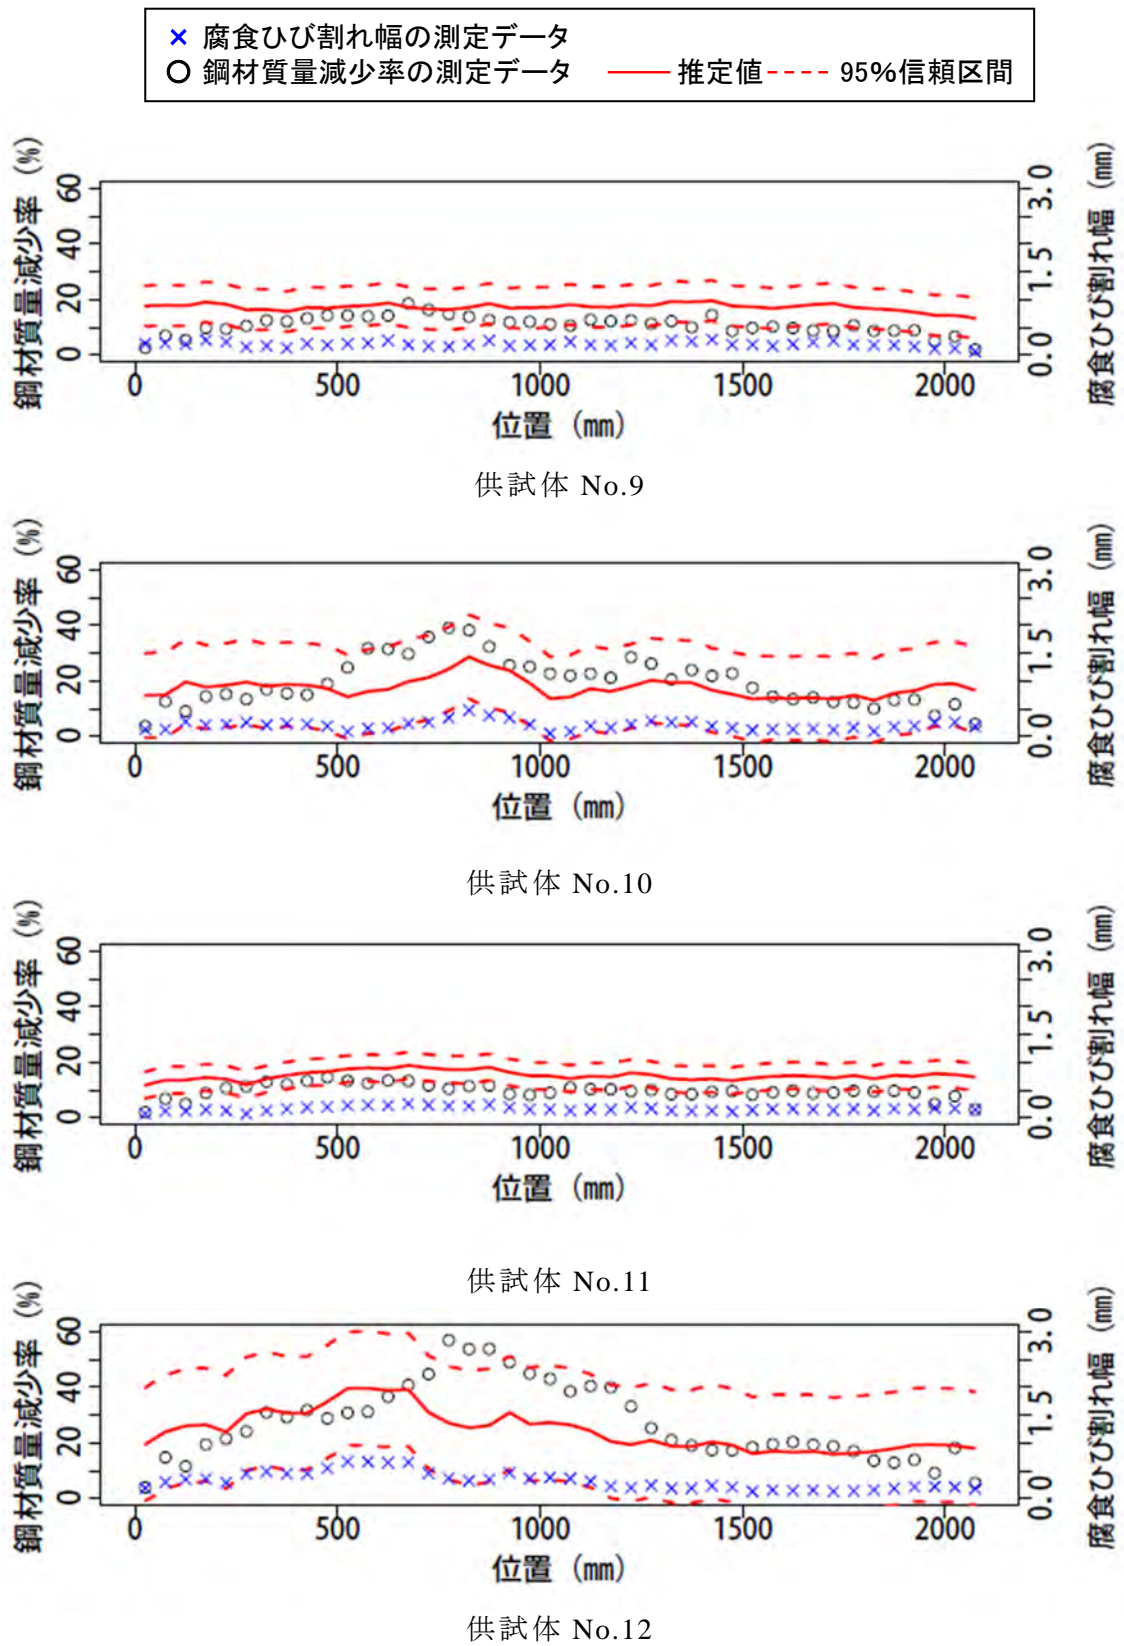 × 腐食ひび割れ幅の測定データ
○ 鋼材質量減少率の測定データ ―― 推定値 ---- 95%信頼区間
鋼材質量減少率 (%)
60
40
20
0
3.0
1.5
0.0
腐食ひび割れ幅 (㎜)
0 500 1000 1500 2000
位置 (㎜)
供試体 No.9
鋼材質量減少率 (%)
60
40
20
0
3.0
1.5
0.0
腐食ひび割れ幅 (㎜)
0 500 1000 1500 2000
位置 (㎜)
供試体 No.10
鋼材質量減少率 (%)
60
40
20
0
3.0
1.5
0.0
腐食ひび割れ幅 (㎜)
0 500 1000 1500 2000
位置 (㎜)
供試体 No.11
鋼材質量減少率 (%)
60
40
20
0
3.0
1.5
0.0
腐食ひび割れ幅 (㎜)
0 500 1000 1500 2000
位置 (㎜)
供試体 No.12